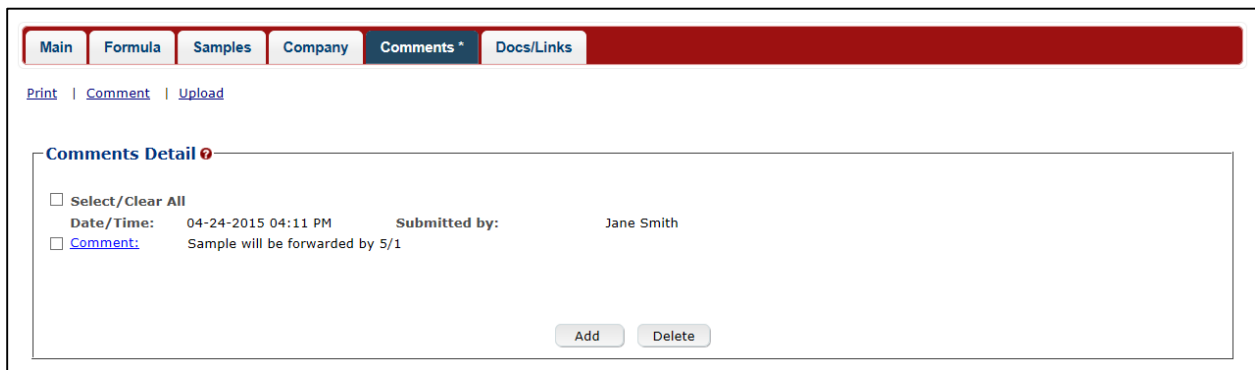 Main Formula Samples Company Comments * Docs/Links
Print | Comment | Upload
Comments Detail ?
Select/Clear All
Date/Time: 04-24-2015 04:11 PM Submitted by: Jane Smith
Comment: Sample will be forwarded by 5/1
Add Delete